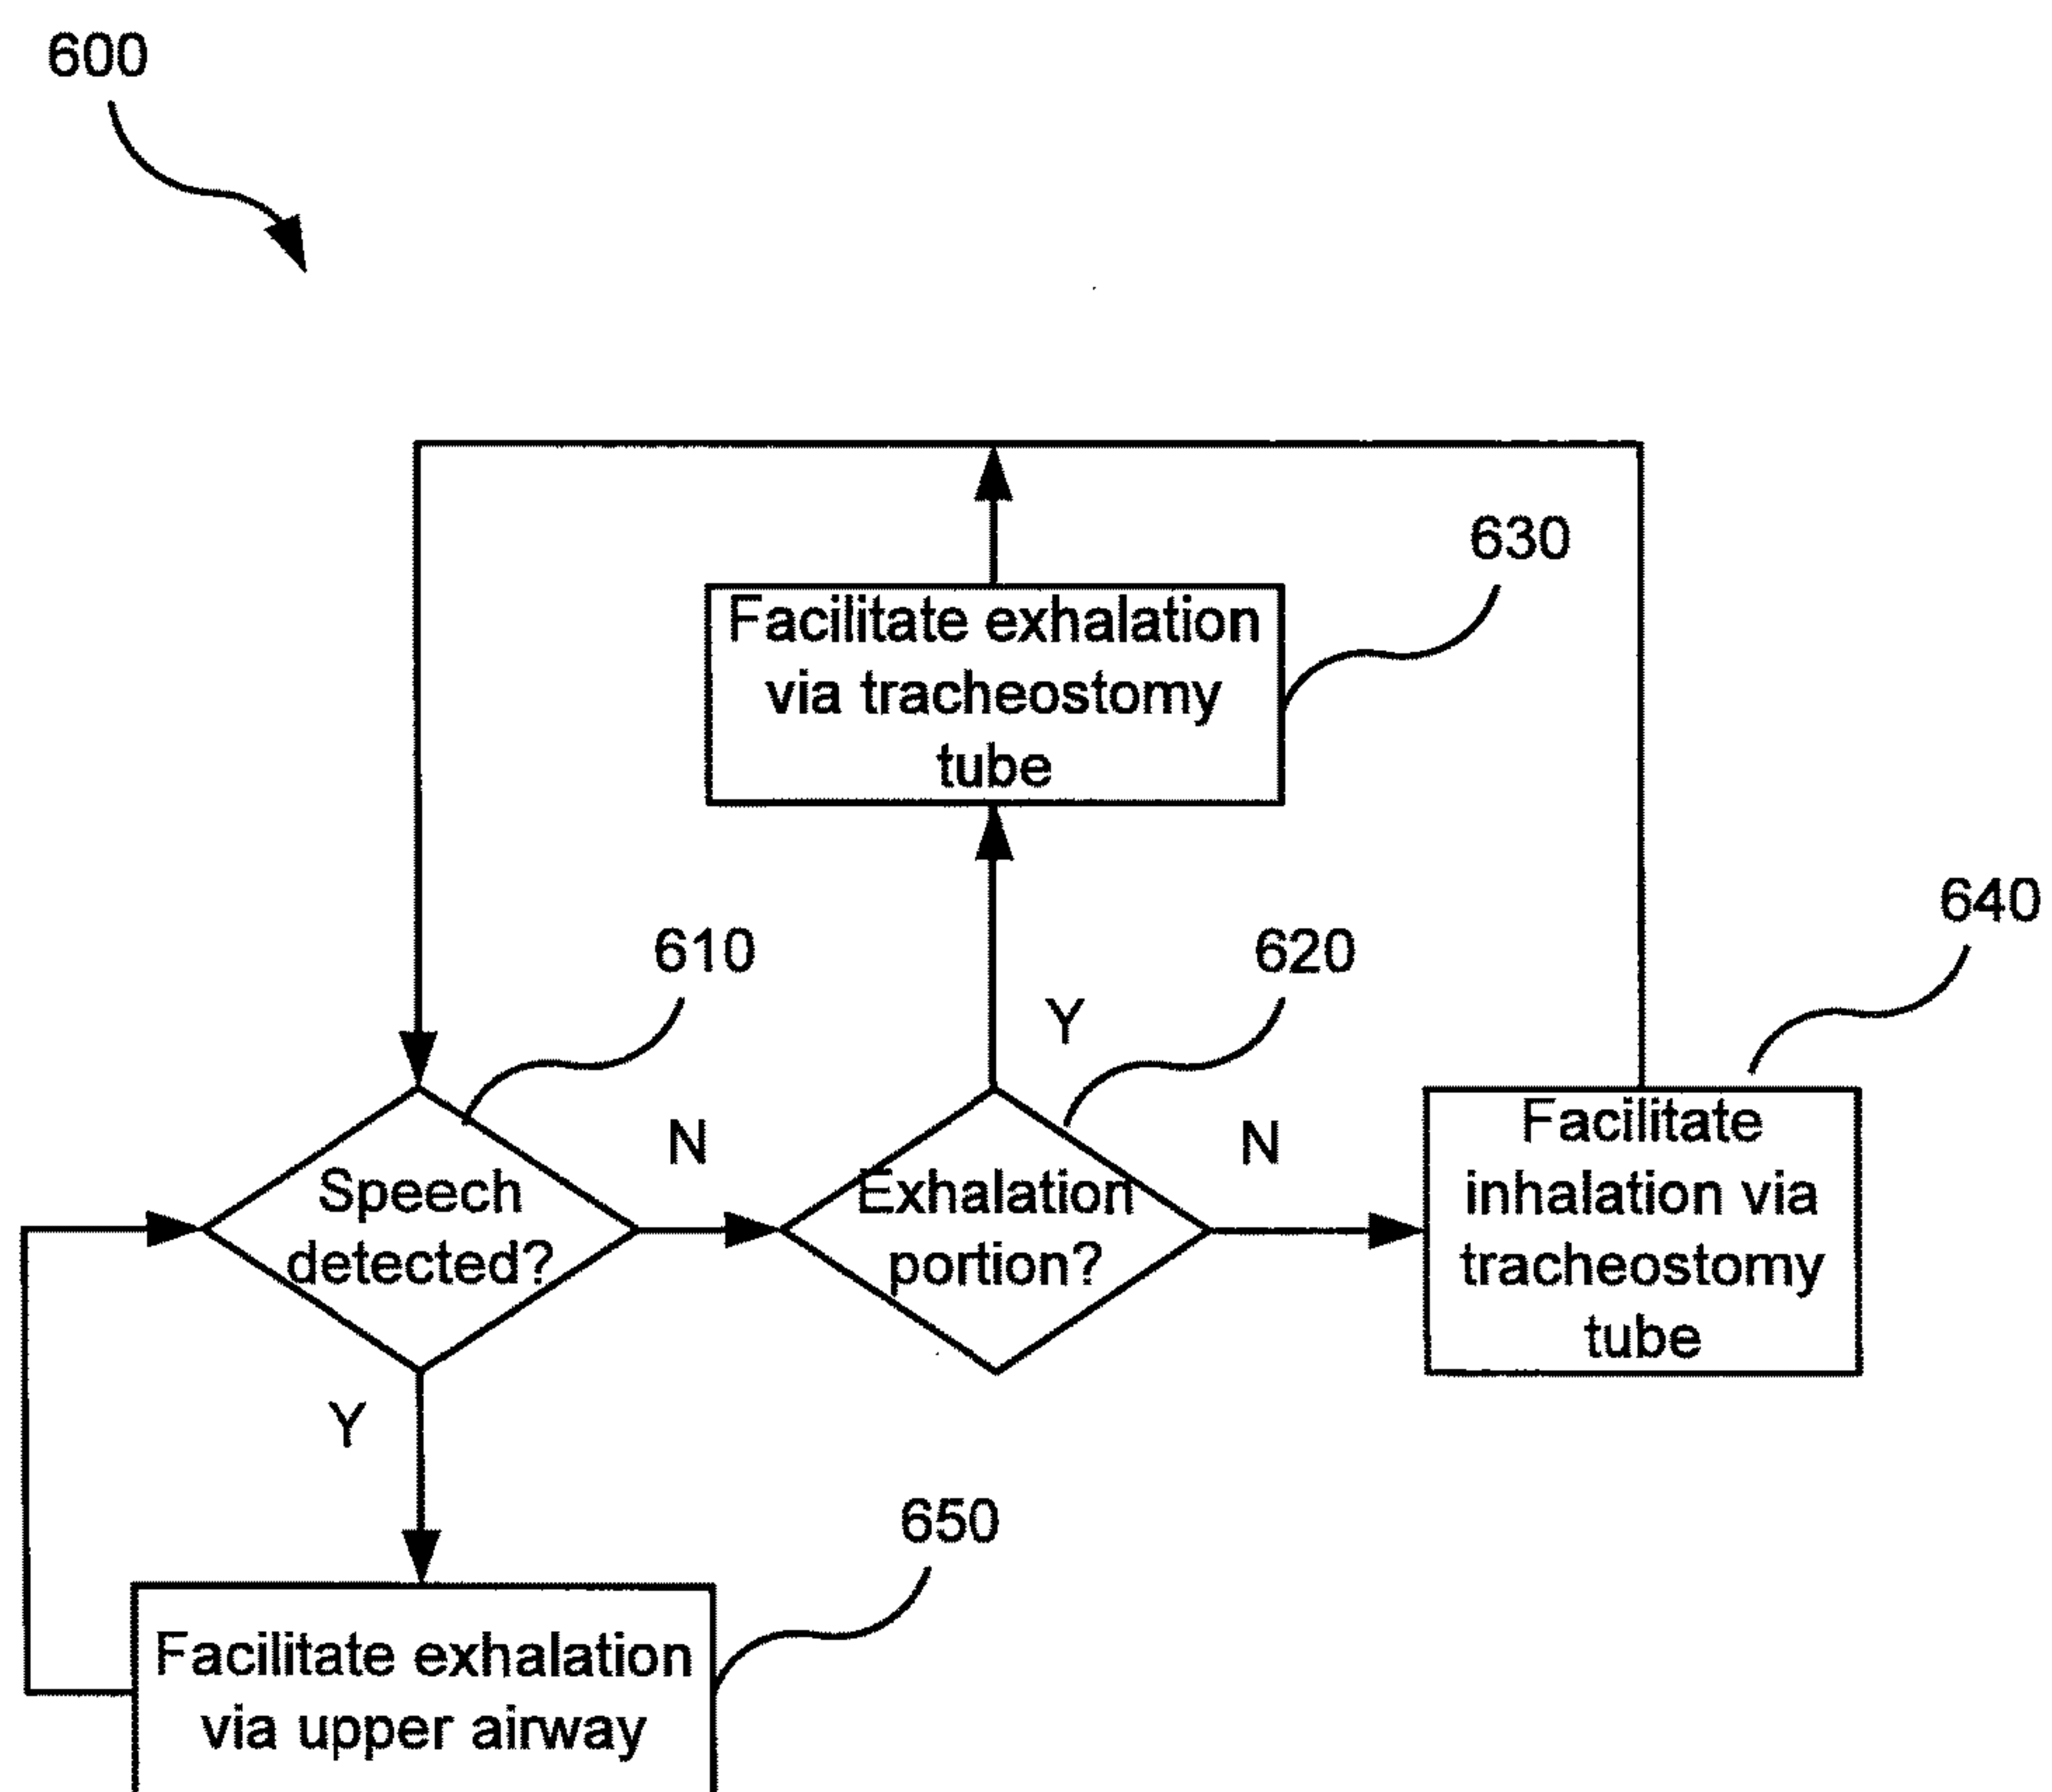 600
630
Facilitate exhalation
via tracheostomy
tube
640
610
620
Y
N
N
Speech
detected?
Exhalation
portion?
Facilitate
inhalation via
tracheostomy
tube
Y
650
Facilitate exhalation
via upper airway